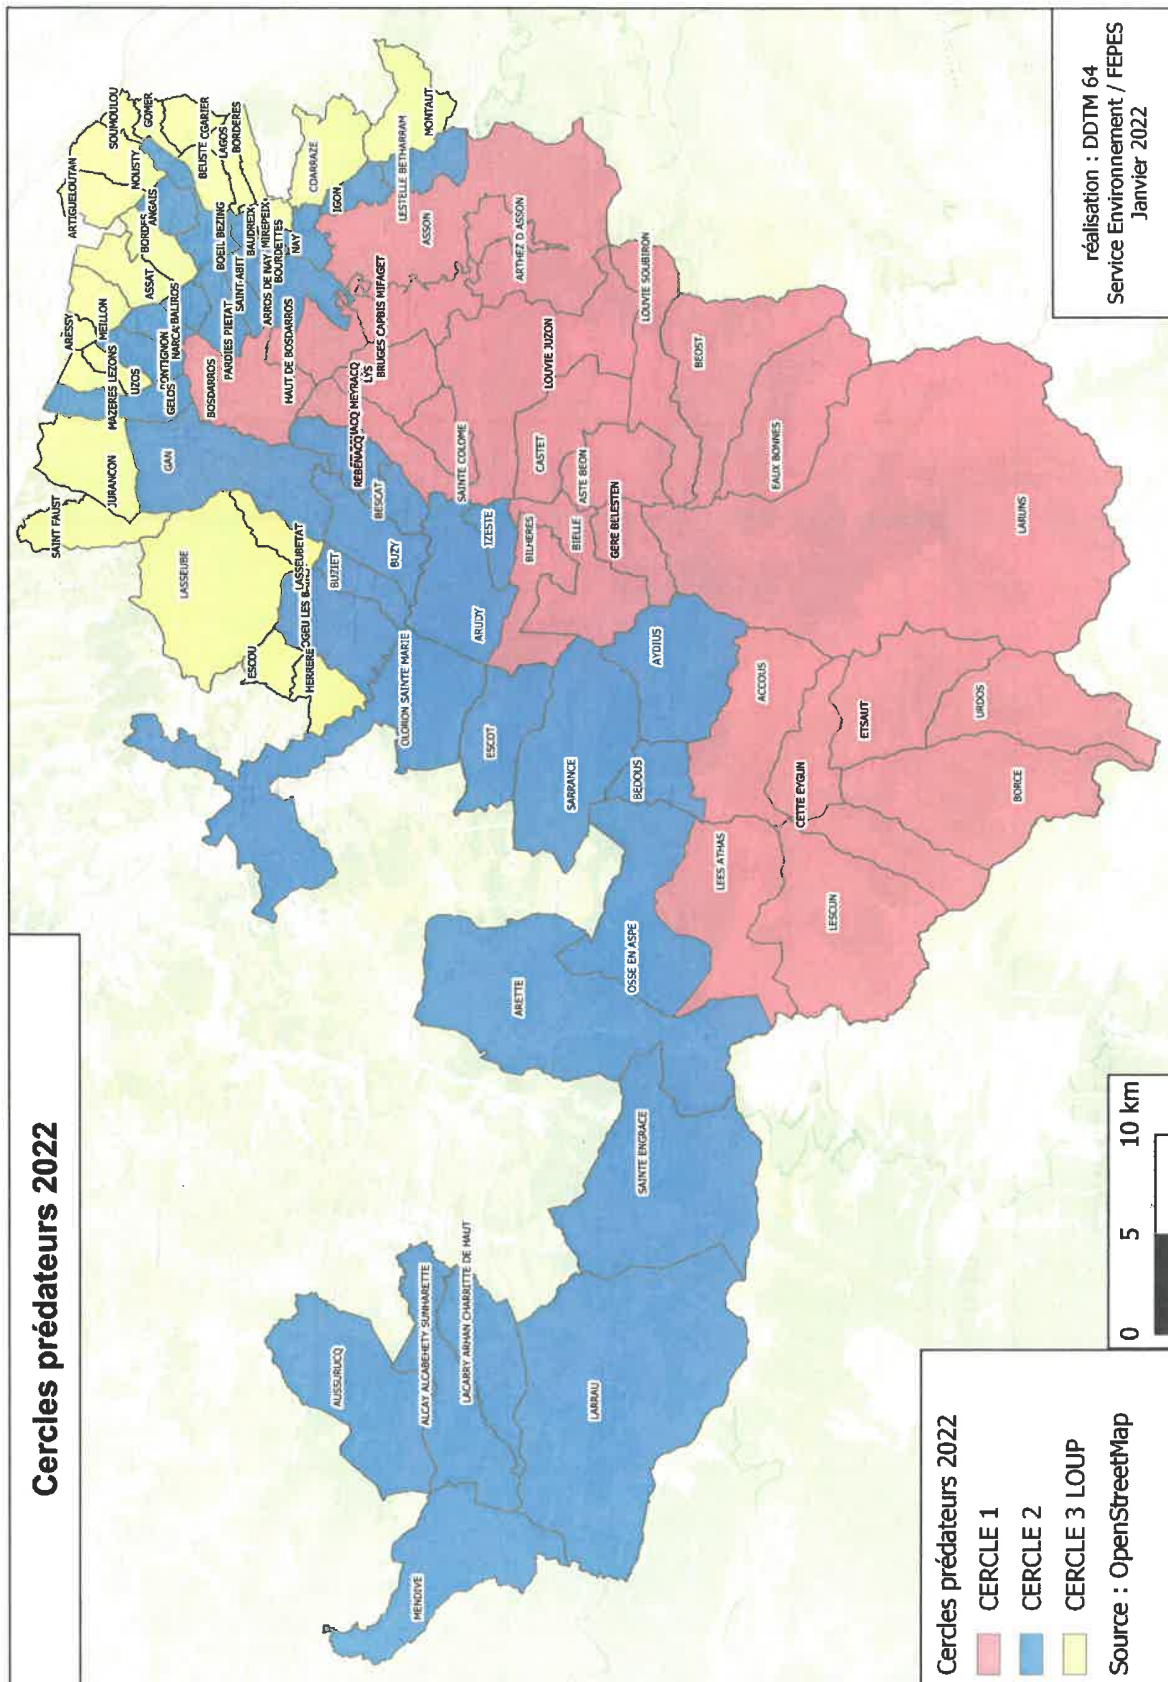 Cercles prédateurs 2022
SAINT FAUST
JURANCON
GAN
LASSEUBE
LASSEUBETAT
ESCOU
HERRERE
OGEU LES B
BUZIET
BUZY
BESCAT
REBENACQ
MEYRACQ
LYS
BRUGES CAPBIS MIFAGET
HAUT DE BOSDARROS
BOSDARROS
PARDIES PIETAT
GELOS
NARCA
BALIROS
UZOS
MAZERES LEZONS
MEILLON
ARESSY
ASSAT
BORDES
ANGAIS
NOUSTY
ARTIGUELOUTAN
SOUMOULOU
GOMER
BEUSTE
LAGOS
BORDERES
BOEIL BEZING
SAINT-ABIT
BAUDREIX
MIREPEIX
ARROS DE NAY
BOURDETTES
NAY
COARRAZE
IGON
LESTELLE BETHARRAM
MONTAUT
ASSON
ARTHEZ D ASSON
LOUVIE SOUBIRON
LOUVIE JUZON
SAINTE COLOME
CASTET
ASTE BEON
BEOST
EAUX BONNES
LARUNS
IZESTE
ARUDY
BILHERES
BIELLE
GERE BELESTEN
OLORON SAINTE MARIE
ESCOT
SARRANCE
BEDOUS
AYDIUS
ACCOUS
CETTE EYGUN
ETSAUT
URDOS
BORCE
LEES ATHAS
LESCUN
OSSE EN ASPE
ARETTE
SAINTE ENGRACE
LARRAU
LACARRY ARHAN CHARRITTE DE HAUT
ALCAY ALCABEHETY SUNHARETTE
AUSSURUCQ
MENDIVE
Cercles prédateurs 2022
CERCLE 1
CERCLE 2
CERCLE 3 LOUP
Source : OpenStreetMap
0 5 10 km
réalisation : DDTM 64
Service Environnement / FEPES
Janvier 2022